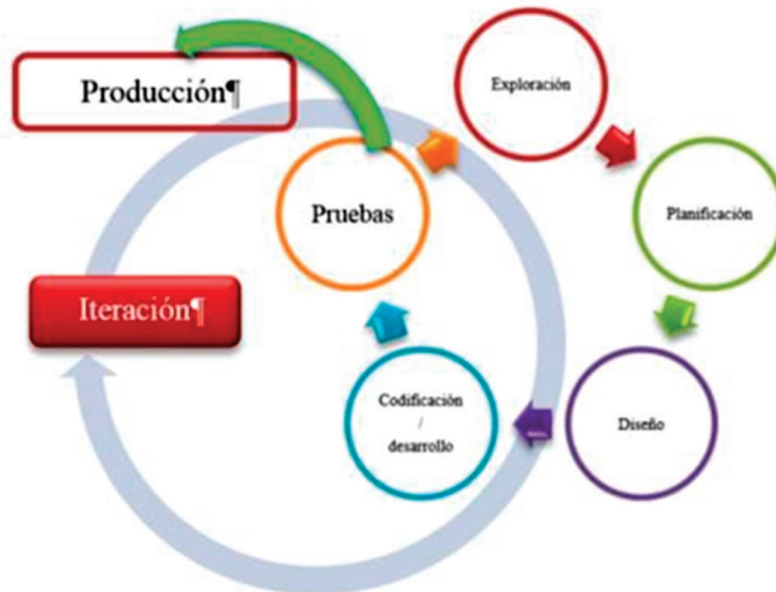 Producción¶
Exploración
Pruebas
Planificación
Iteración¶
Codificación
/
desarrollo
Diseño